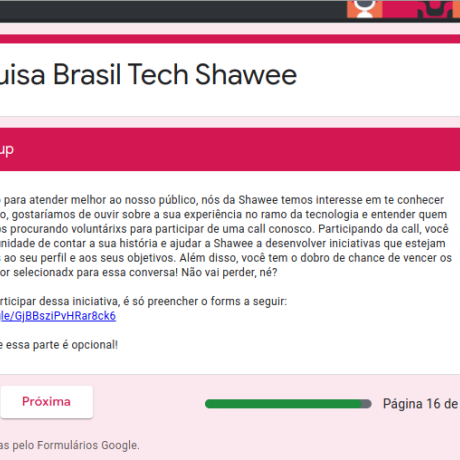 uisa Brasil Tech Shawee
up
para atender melhor ao nosso público, nós da Shawee temos interesse em te conhecer
o, gostaríamos de ouvir sobre a sua experiência no ramo da tecnologia e entender quem
s procurando voluntárixs para participar de uma call conosco. Participando da call, você
nidade de contar a sua história e ajudar a Shawee a desenvolver iniciativas que estejam
ao seu perfil e aos seus objetivos. Além disso, você tem o dobro de chance de vencer os
or selecionadx para essa conversa! Não vai perder, né?
rticipar dessa iniciativa, é só preencher o forms a seguir:
gle/GjBBsziPvHRar8ck6
e essa parte é opcional!
Próxima
Página 16 de
as pelo Formulários Google.